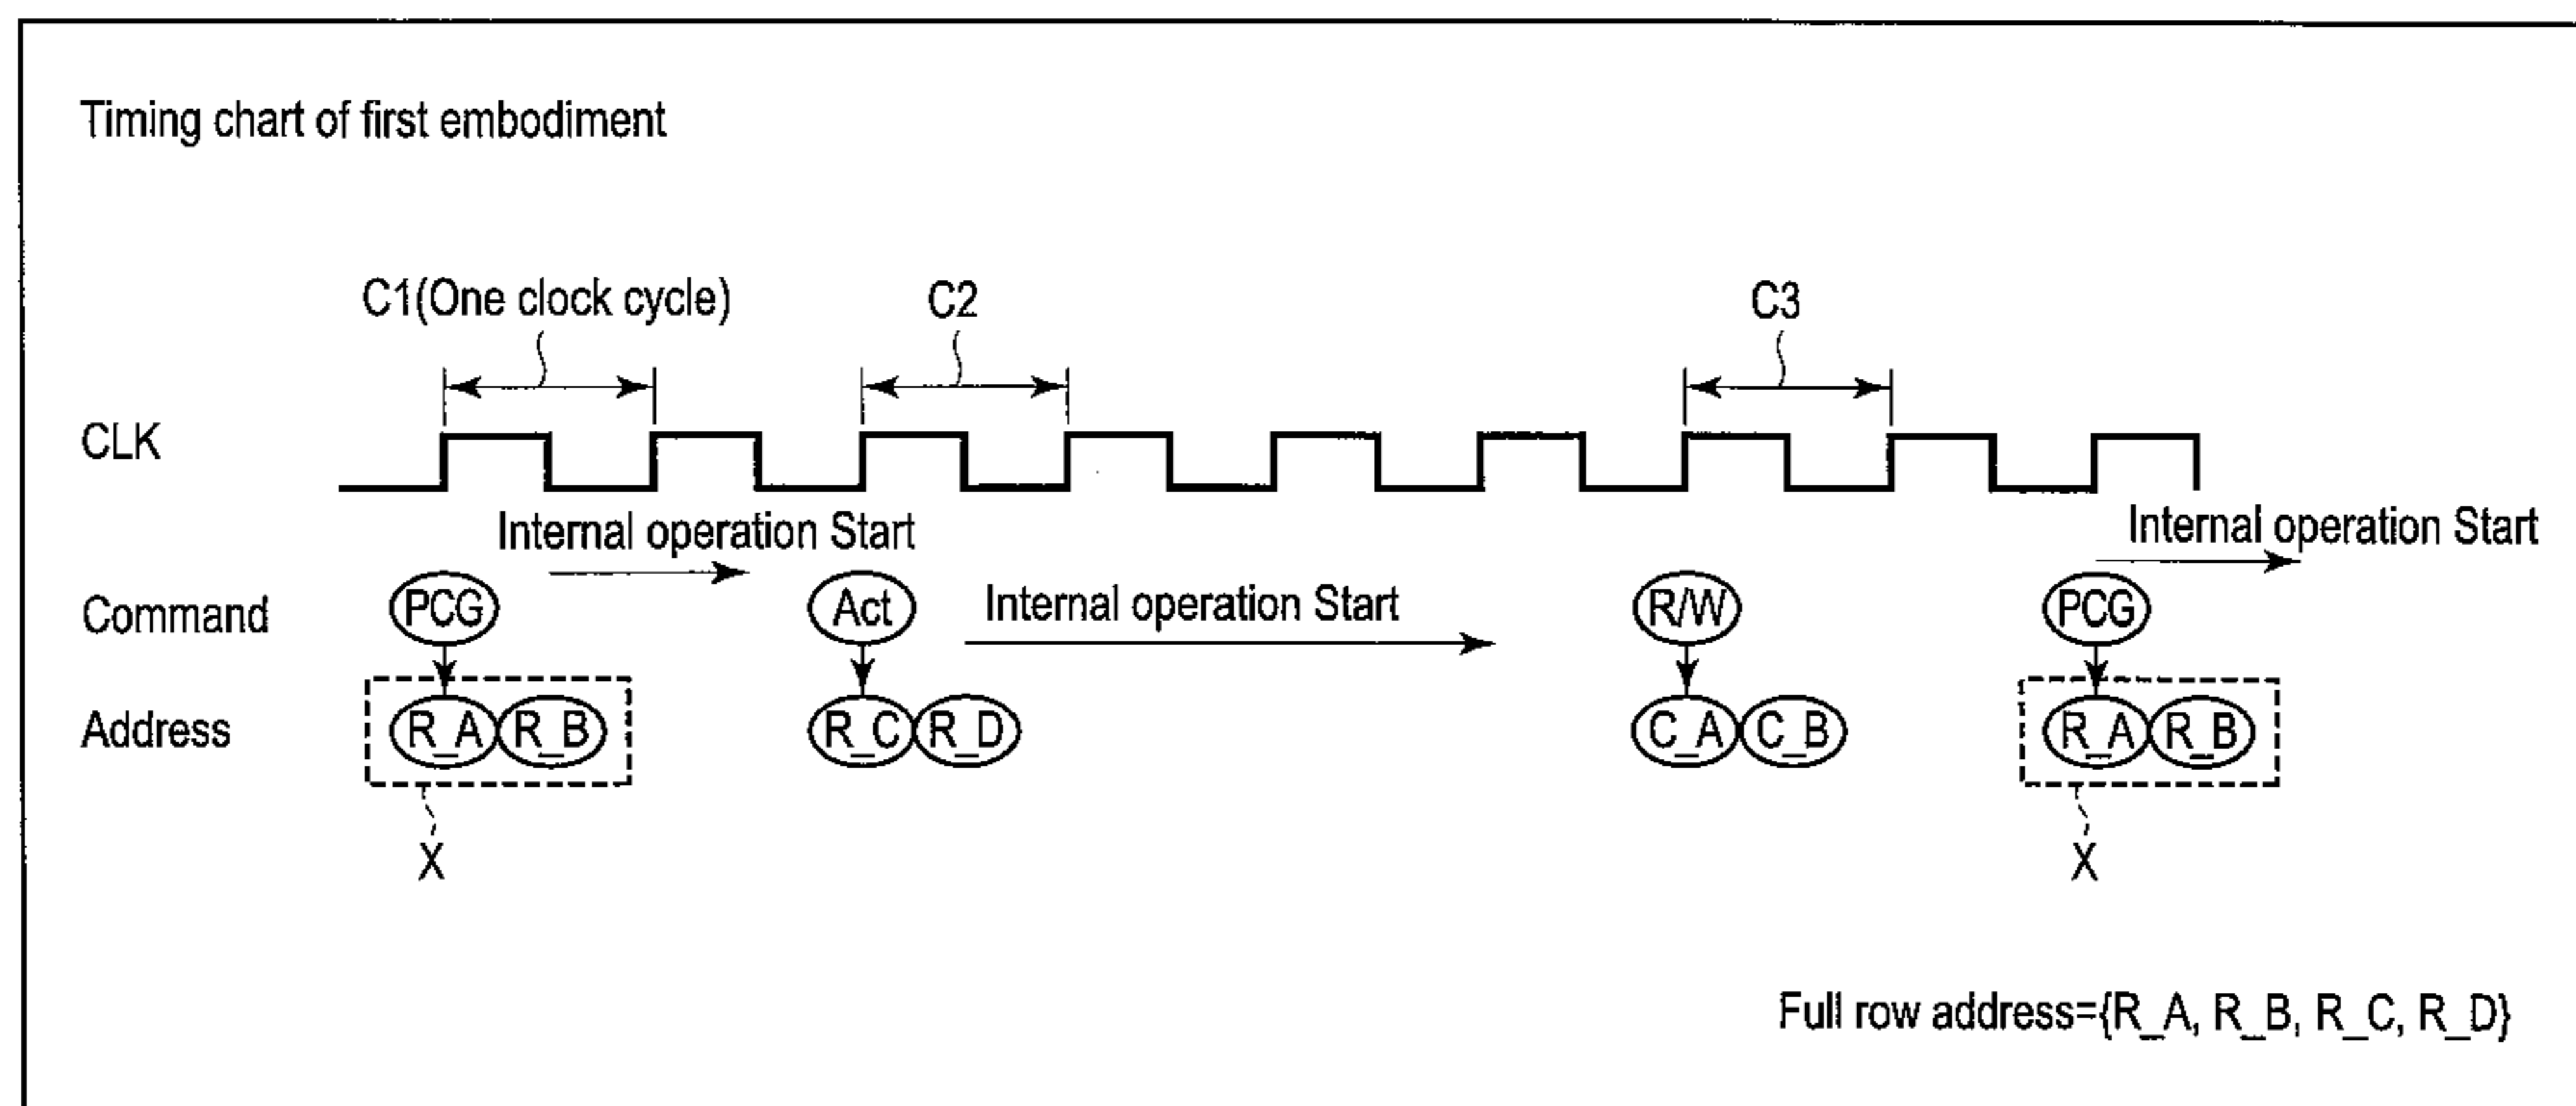 Timing chart of first embodiment
C1(One clock cycle) C2 C3
CLK
Internal operation Start Internal operation Start
Command PCG Act Internal operation Start R/W PCG
Address R_A R_B R_C R_D C_A C_B R_A R_B
X X
Full row address={R_A, R_B, R_C, R_D}